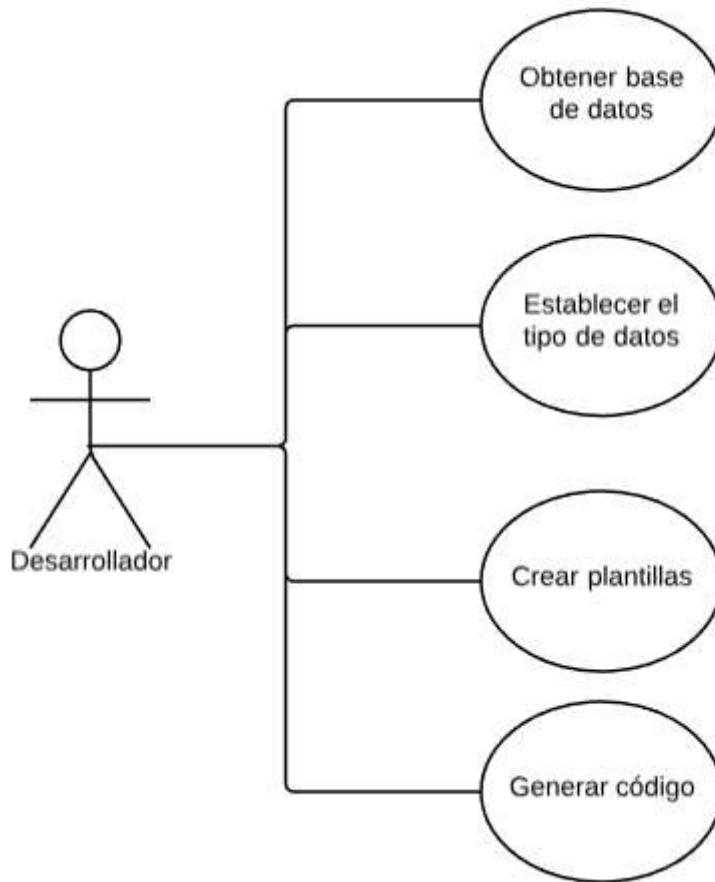 Obtener base
de datos
Establecer el
tipo de datos
Desarrollador
Crear plantillas
Generar código